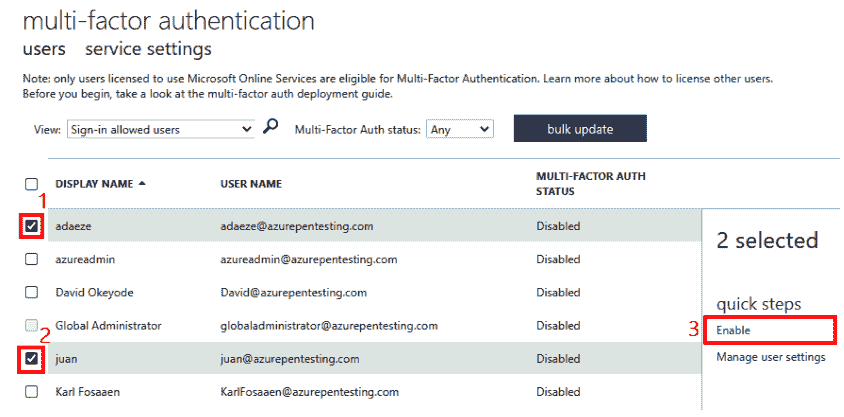 multi-factor authentication
users service settings
Note: only users licensed to use Microsoft Online Services are eligible for Multi-Factor Authentication. Learn more about how to license other users.
Before you begin, take a look at the multi-factor auth deployment guide.
View: Sign-in allowed users Multi-Factor Auth status: Any bulk update
DISPLAY NAME USER NAME MULTI-FACTOR AUTH STATUS
1
adaeze adaeze@azurepentesting.com Disabled
2 selected
azureadmin azureadmin@azurepentesting.com Disabled
David Okeyode David@azurepentesting.com Disabled
quick steps
Global Administrator globaladministrator@azurepentesting.com Disabled
3 Enable
2
juan juan@azurepentesting.com Disabled
Manage user settings
Karl Fosaaen KarlFosaaen@azurepentesting.com Disabled